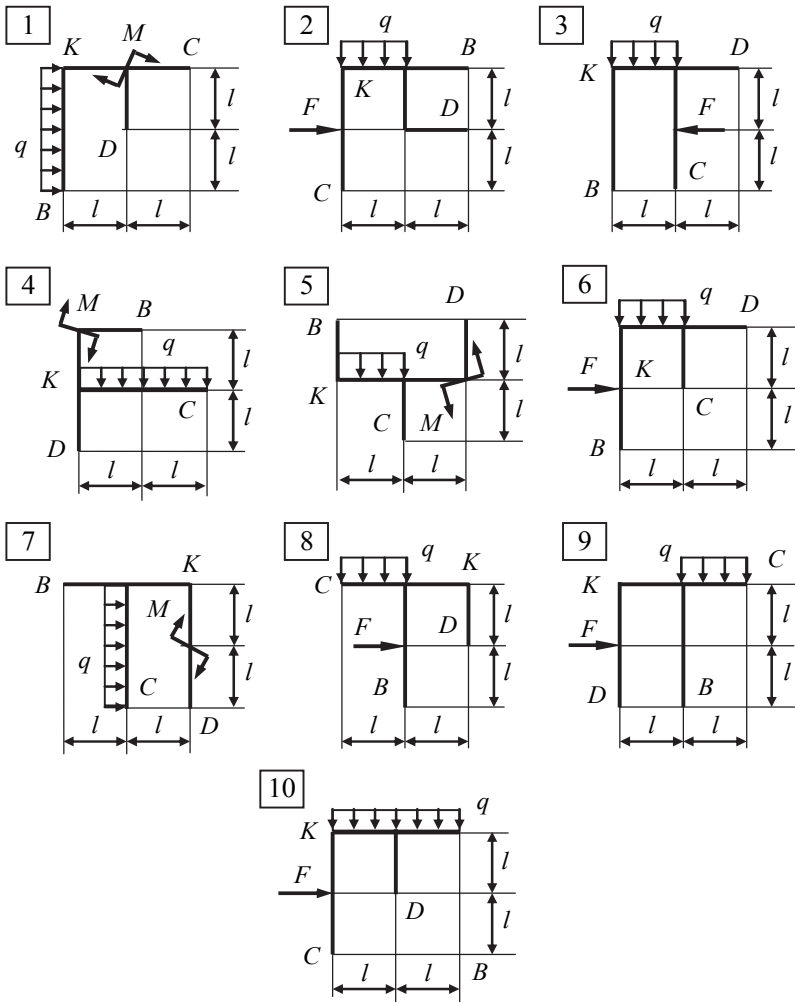 1 K M C 2 q B 3 q D
l K D l K F l
F
q D l l C l
B C B
l l l l l l
4 M B 5 D 6 q D
q l B q l F K l
K C l K C M l C l
D B
l l l l l l
7 K 8 q K 9 q C
B M l C F D l K F l
q C l B l D B l
l l D l l l l
10 q
K
F l
D l
C B
l l